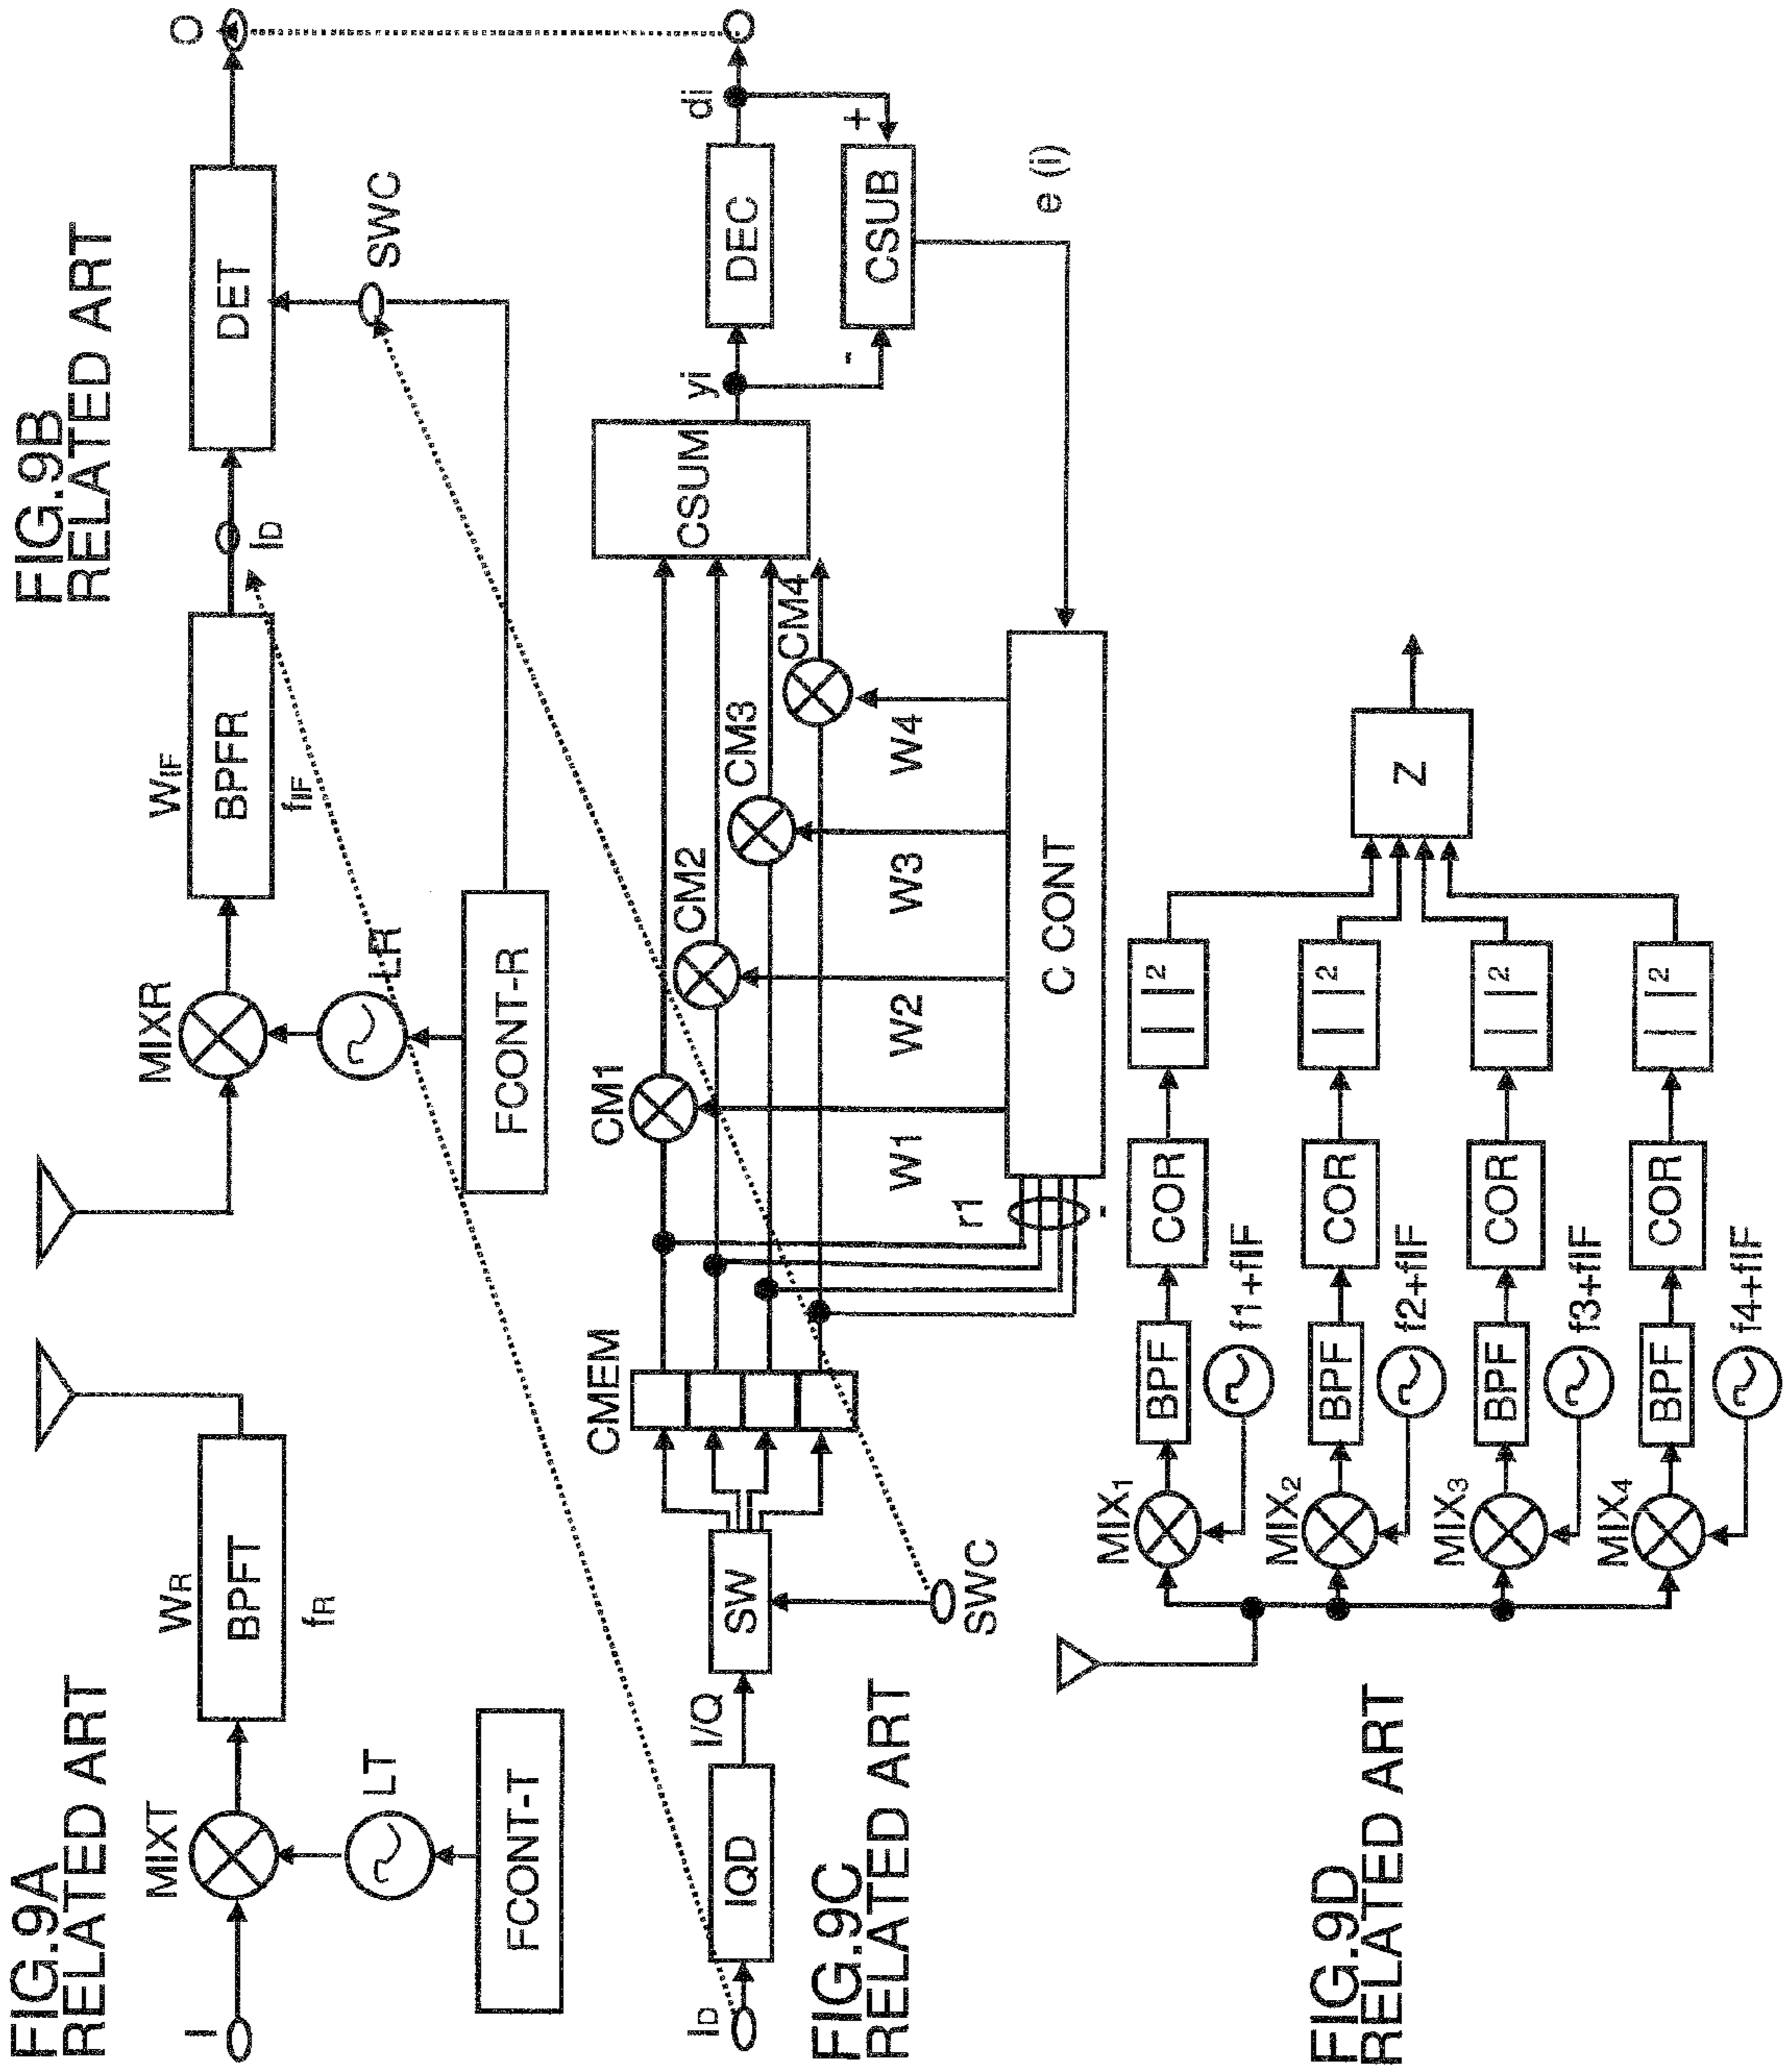 FIG.9A
RELATED ART
I
MIXT
LT
FCONT-T
WR
BPFT
fR
FIG.9B
RELATED ART
MIXR
LR
FCONT-R
WIF
BPFR
fIF
ID
DET
SWC
O
FIG.9C
RELATED ART
ID
IQD
I/Q
SW
SWC
CMEM
CM1
CM2
CM3
CM4
W1
W2
W3
W4
r1
-
C CONT
CSUM
yi
DEC
di
-
+
CSUB
e (i)
FIG.9D
RELATED ART
MIX1
BPF
f1+fIF
COR
| |2
MIX2
BPF
f2+fIF
COR
| |2
MIX3
BPF
f3+fIF
COR
| |2
MIX4
BPF
f4+fIF
COR
| |2
Z